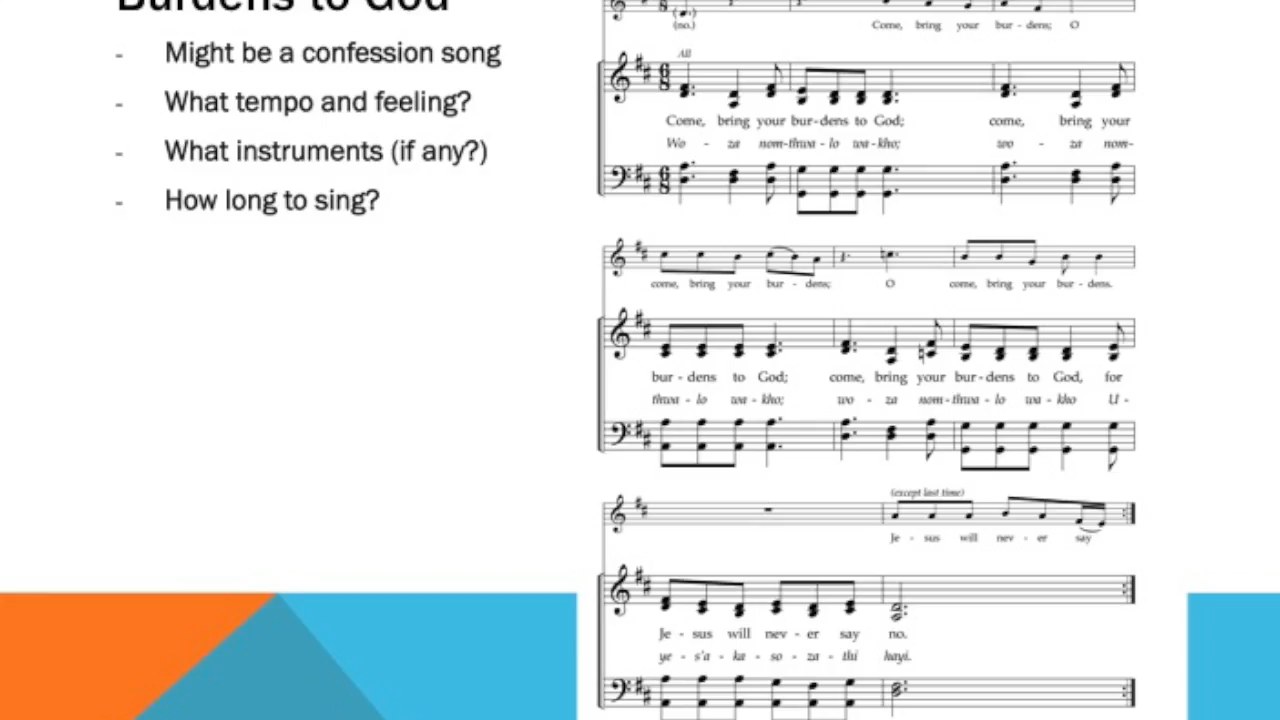 Burdens to God
- Might be a confession song
- What tempo and feeling?
- What instruments (if any?)
- How long to sing?
(no.) Come, bring your bur - dens; O
All
Come, bring your bur - dens to God; come, bring your
Wo - za nom - thwa - lo wa - kho; wo - za nom-
come, bring your bur - dens; O come, bring your bur - dens.
bur - dens to God; come, bring your bur - dens to God, for
thwa - lo wa - kho; wo - za nom - thwa - lo wa - kho U -
(except last time)
Je - sus will nev - er say
Je - sus will nev - er say no.
ye - s'a - ka - so - za - thi hayi.